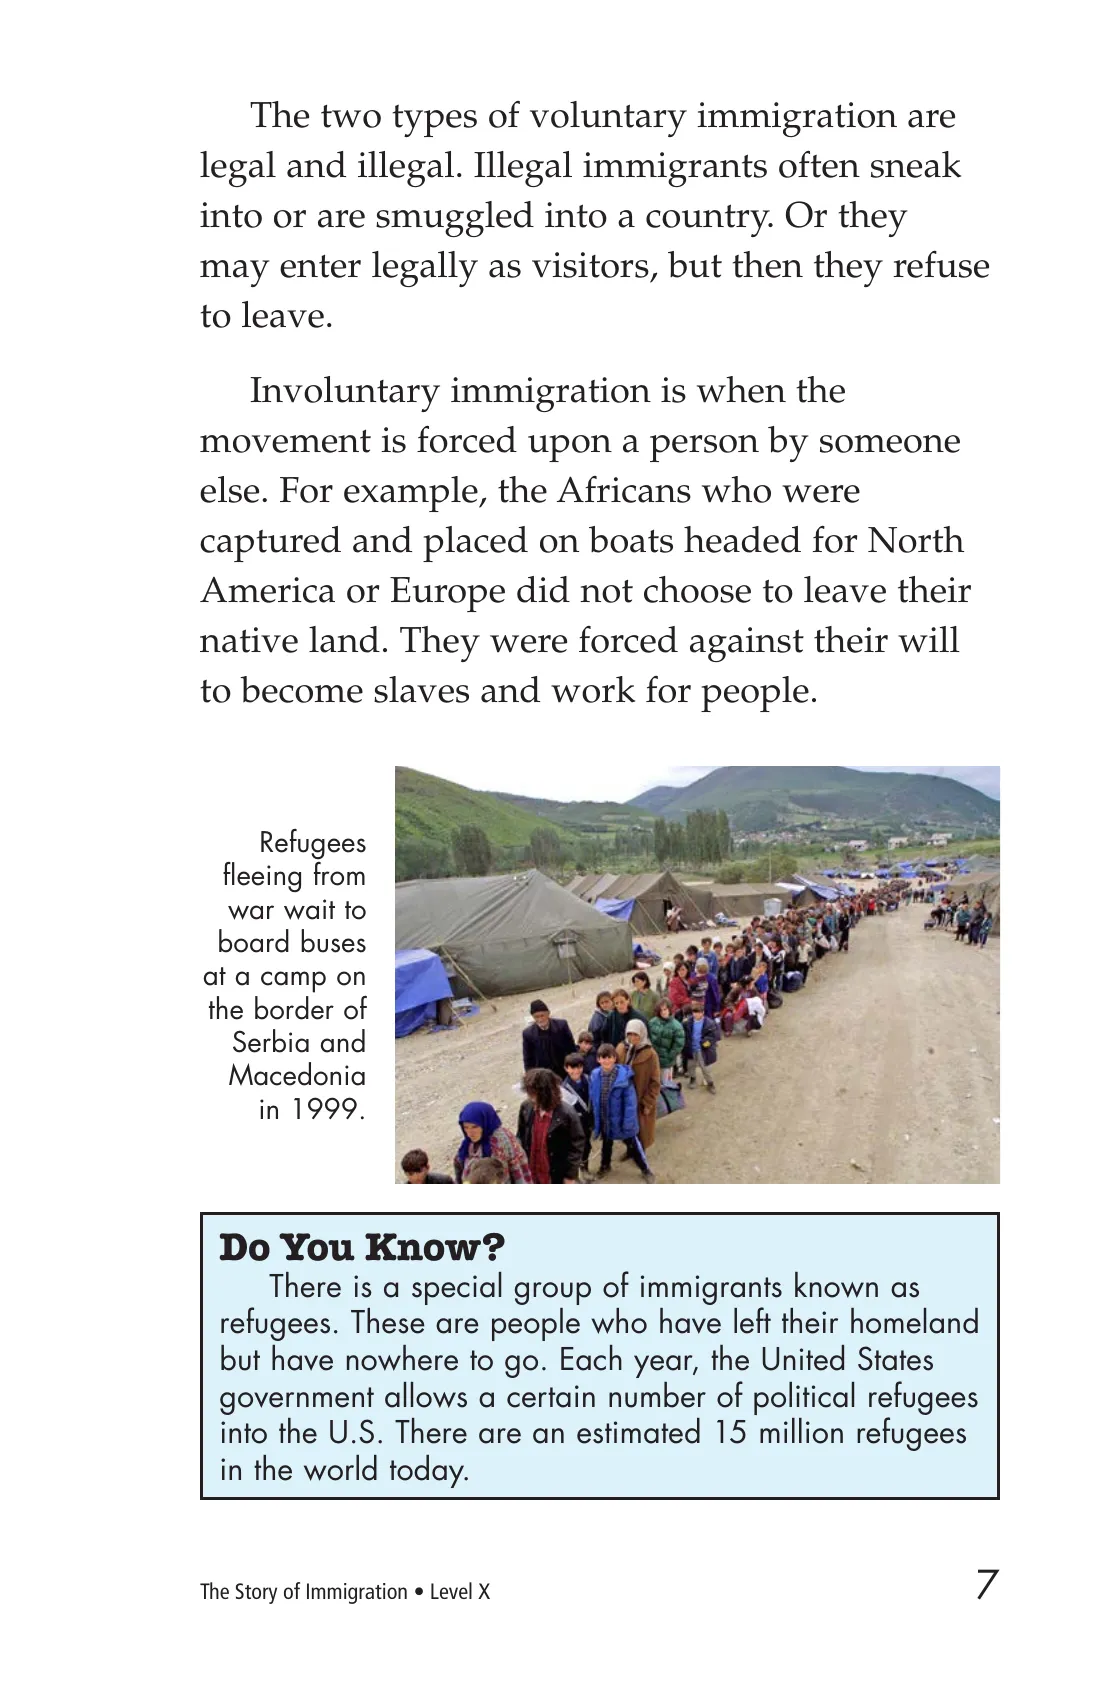 The two types of voluntary immigration are
legal and illegal. Illegal immigrants often sneak
into or are smuggled into a country. Or they
may enter legally as visitors, but then they refuse
to leave.
Involuntary immigration is when the
movement is forced upon a person by someone
else. For example, the Africans who were
captured and placed on boats headed for North
America or Europe did not choose to leave their
native land. They were forced against their will
to become slaves and work for people.
Refugees
fleeing from
war wait to
board buses
at a camp on
the border of
Serbia and
Macedonia
in 1999.
Do You Know?
There is a special group of immigrants known as
refugees. These are people who have left their homeland
but have nowhere to go. Each year, the United States
government allows a certain number of political refugees
into the U.S. There are an estimated 15 million refugees
in the world today.
The Story of Immigration • Level X
7